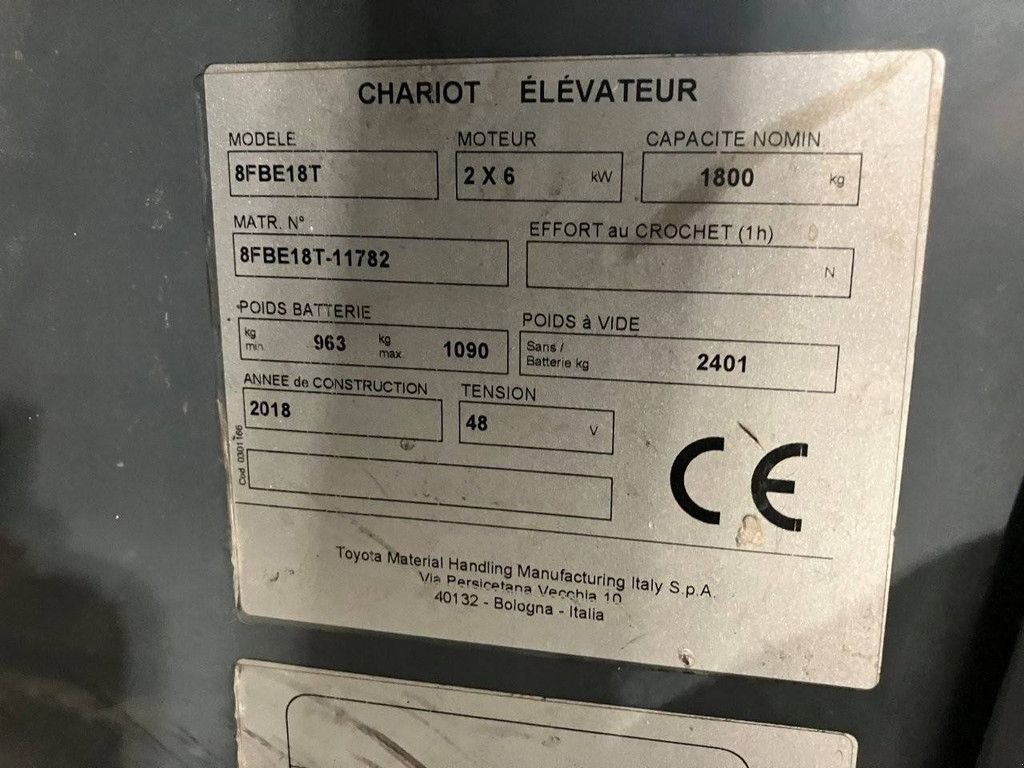 CHARIOT ÉLÉVATEUR
MODELE MOTEUR CAPACITE NOMIN.
8FBE18T 2 X 6 kW 1800 kg
MATR. N° EFFORT au CROCHET (1h)
8FBE18T-11782 N
POIDS BATTERIE POIDS à VIDE
kg min. 963 kg max. 1090 Sans / Batterie kg 2401
ANNEE de CONSTRUCTION TENSION
2018 48 V
Cod. 0301166
CE
Toyota Material Handling Manufacturing Italy S.p.A.
Via Persicetana Vecchia 10
40132 - Bologna - Italia